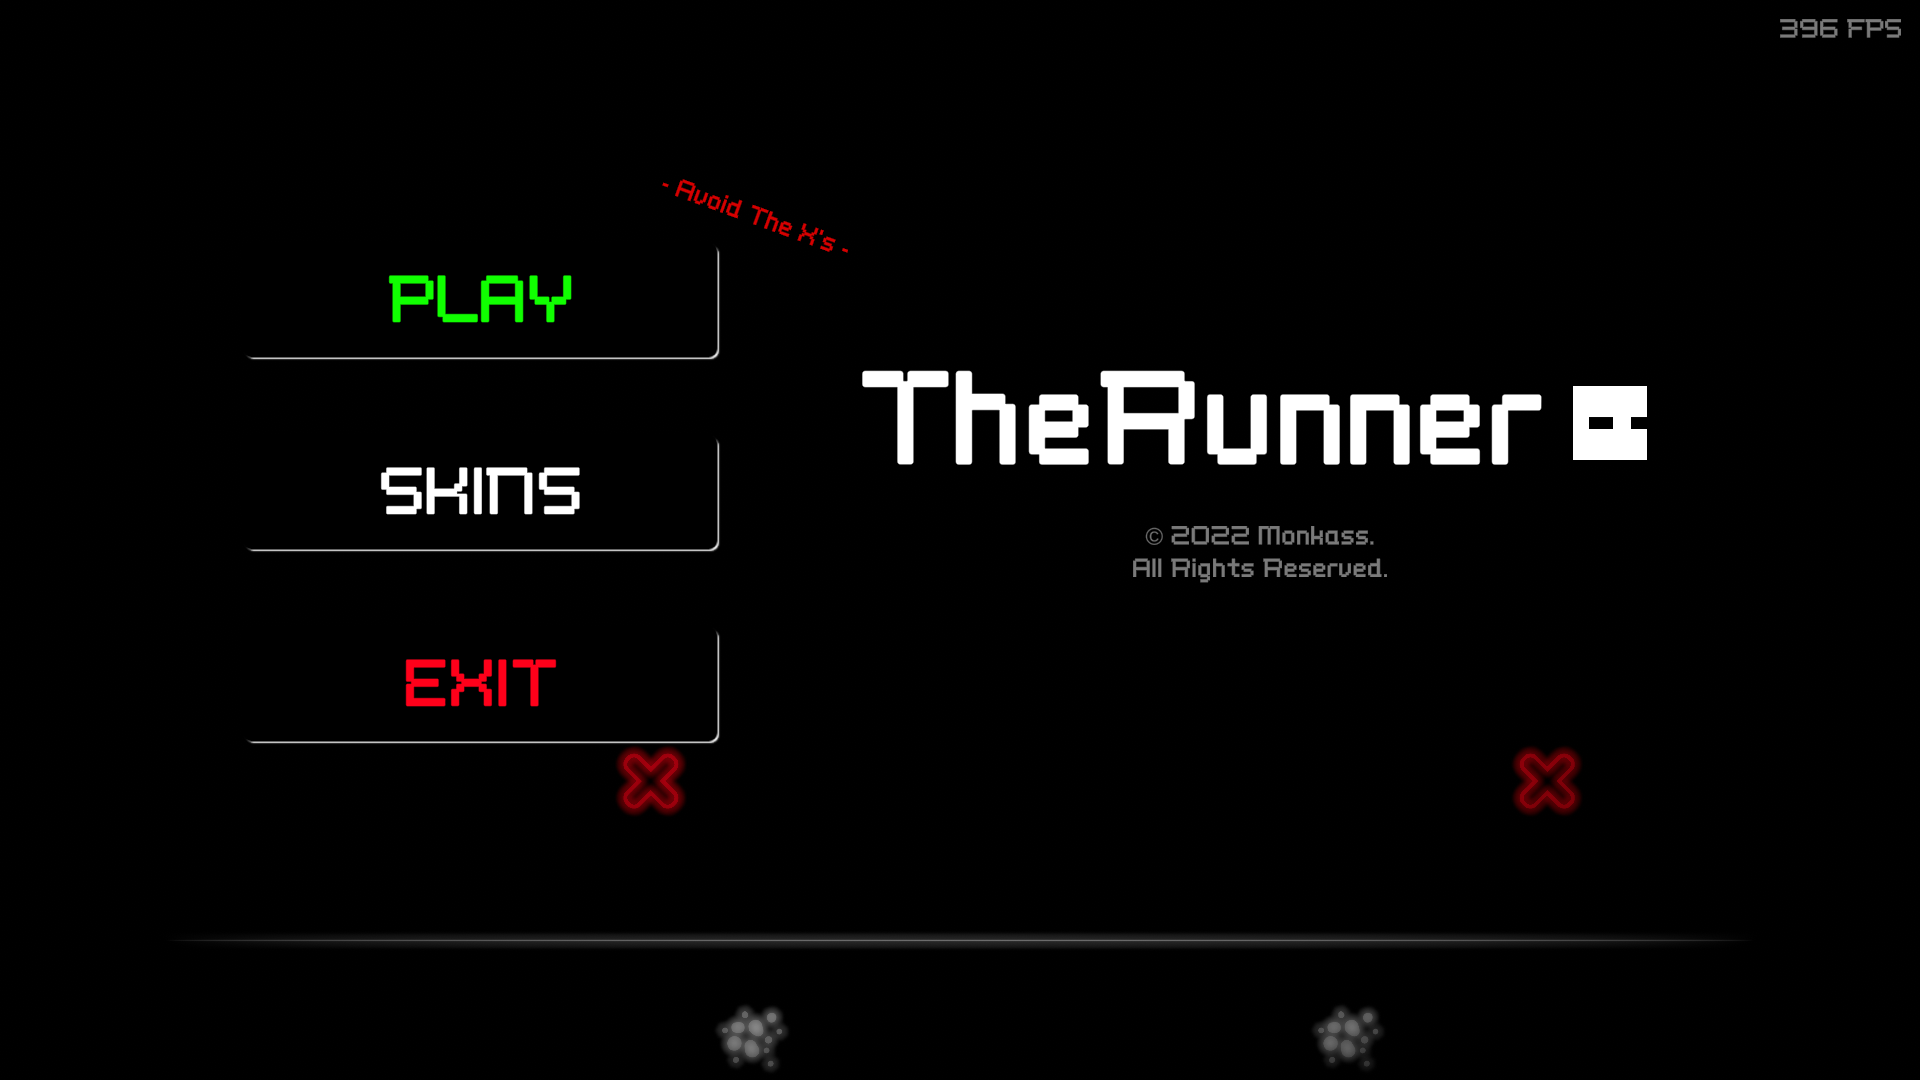 396 FPS
- Avoid The X's -
PLAY
SKINS
EXIT
TheRunner
© 2022 Monkass.
All Rights Reserved.